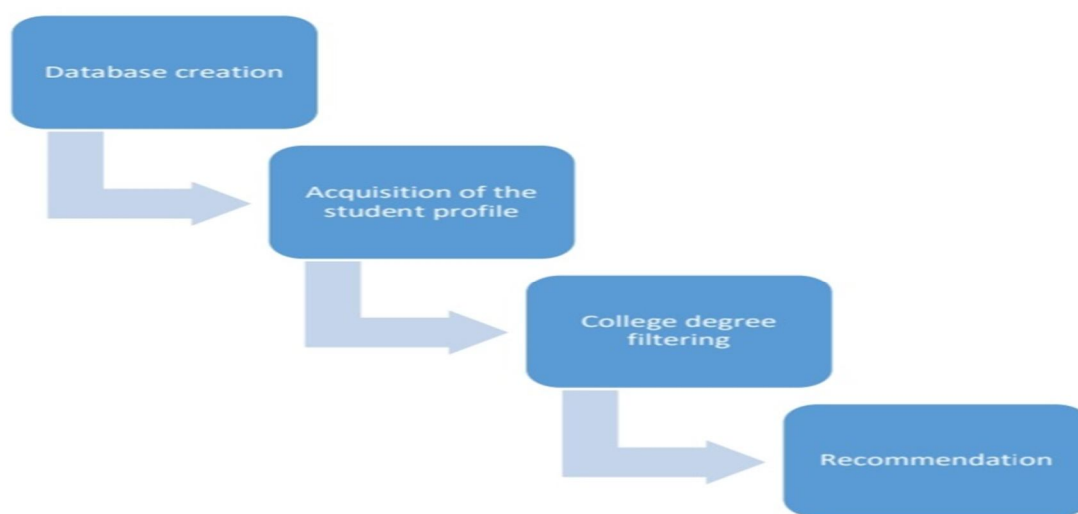 Database creation
Acquisition of the
student profile
College degree
filtering
Recommendation